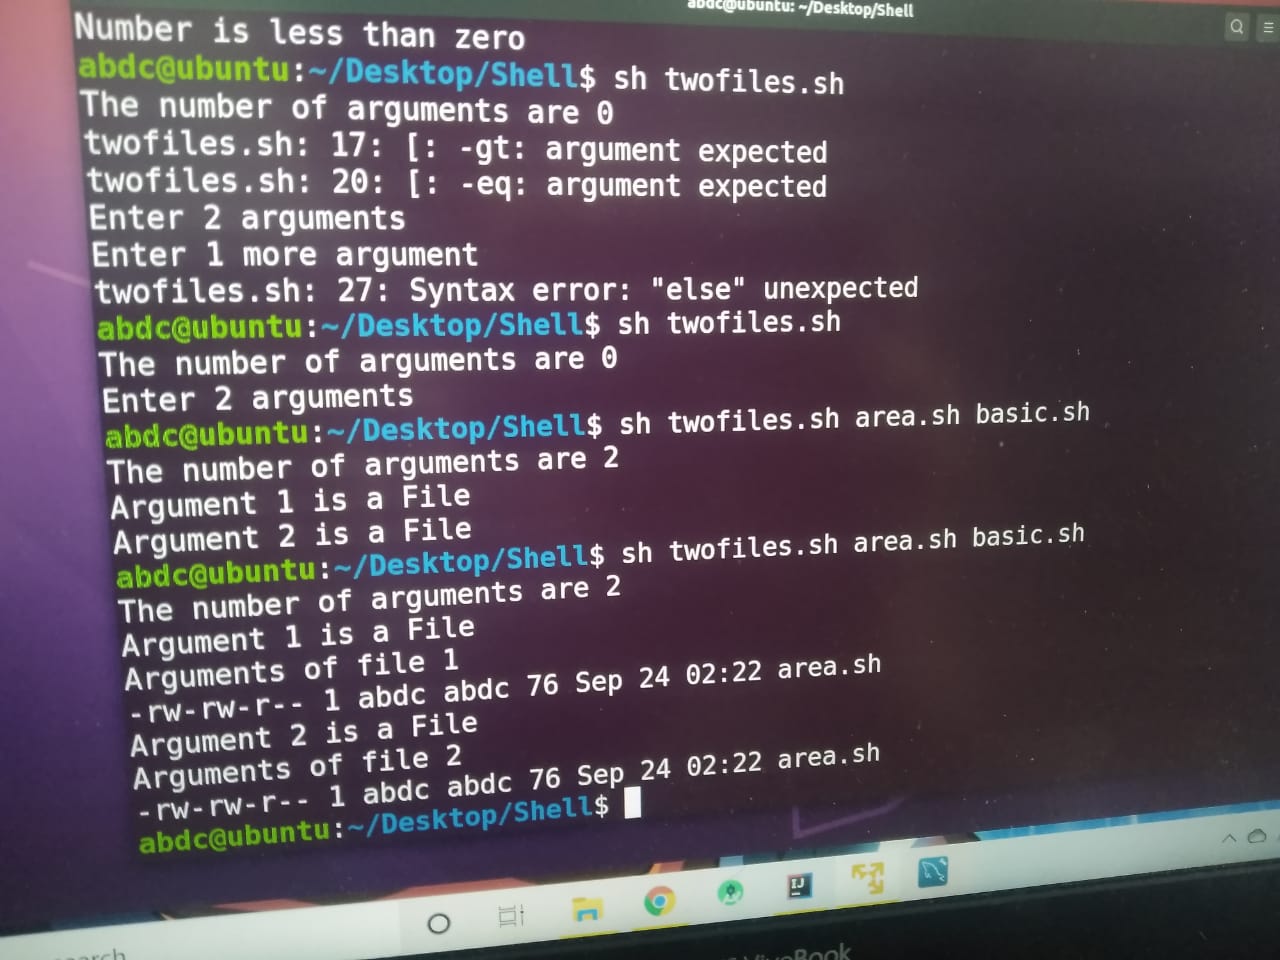 abdc@ubuntu: ~/Desktop/Shell
Number is less than zero
abdc@ubuntu:~/Desktop/Shell$ sh twofiles.sh
The number of arguments are 0
twofiles.sh: 17: [: -gt: argument expected
twofiles.sh: 20: [: -eq: argument expected
Enter 2 arguments
Enter 1 more argument
twofiles.sh: 27: Syntax error: "else" unexpected
abdc@ubuntu:~/Desktop/Shell$ sh twofiles.sh
The number of arguments are 0
Enter 2 arguments
abdc@ubuntu:~/Desktop/Shell$ sh twofiles.sh area.sh basic.sh
The number of arguments are 2
Argument 1 is a File
Argument 2 is a File
abdc@ubuntu:~/Desktop/Shell$ sh twofiles.sh area.sh basic.sh
The number of arguments are 2
Argument 1 is a File
Arguments of file 1
-rw-rw-r-- 1 abdc abdc 76 Sep 24 02:22 area.sh
Argument 2 is a File
Arguments of file 2
-rw-rw-r-- 1 abdc abdc 76 Sep 24 02:22 area.sh
abdc@ubuntu:~/Desktop/Shell$
IJ
VivoBook